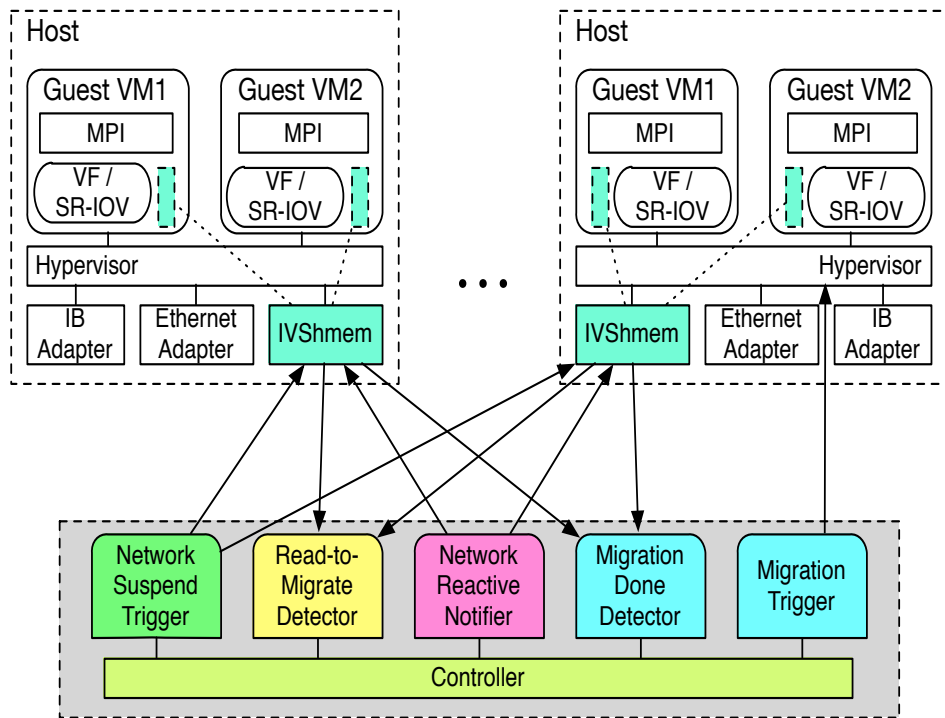 Host
Guest VM1
MPI
VF /
SR-IOV
Guest VM2
MPI
VF /
SR-IOV
Hypervisor
IB
Adapter
Ethernet
Adapter
IVShmem
...
Host
Guest VM1
MPI
VF /
SR-IOV
Guest VM2
MPI
VF /
SR-IOV
Hypervisor
IVShmem
Ethernet
Adapter
IB
Adapter
Network
Suspend
Trigger
Read-to-
Migrate
Detector
Network
Reactive
Notifier
Migration
Done
Detector
Migration
Trigger
Controller